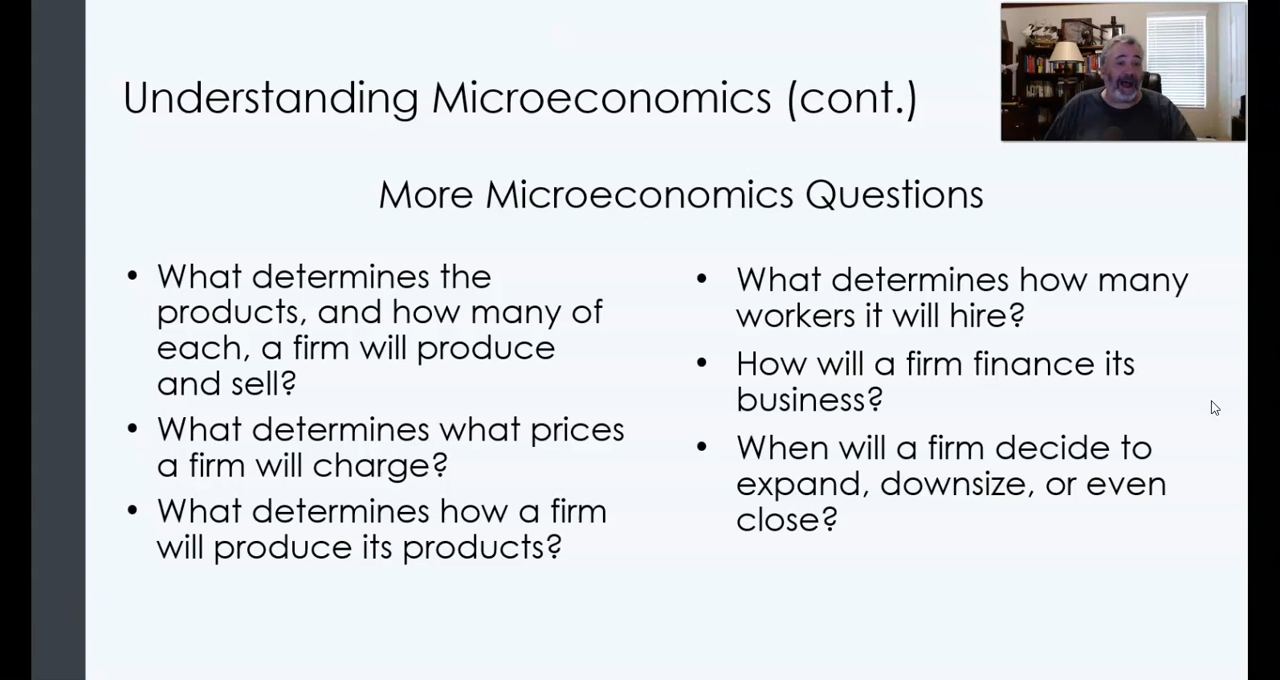 Understanding Microeconomics (cont.)
More Microeconomics Questions
• What determines the
products, and how many of
each, a firm will produce
and sell?
• What determines what prices
a firm will charge?
• What determines how a firm
will produce its products?
• What determines how many
workers it will hire?
• How will a firm finance its
business?
• When will a firm decide to
expand, downsize, or even
close?